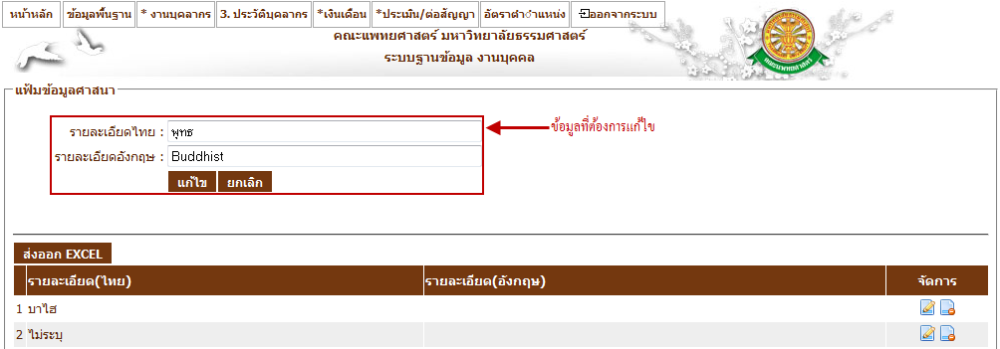 หน้าหลัก ข้อมูลพื้นฐาน * งานบุคลากร 3. ประวัติบุคลากร *เงินเดือน *ประเมิน/ต่อสัญญา อัตราตำ่าแหน่ง ออกจากระบบ
คณะแพทยศาสตร์ มหาวิทยาลัยธรรมศาสตร์
ระบบฐานข้อมูล งานบุคคล
แฟ้มข้อมูลศาสนา
รายละเอียดไทย : พุทธ
ข้อมูลที่ต้องการแก้ไข
รายละเอียดอังกฤษ : Buddhist
แก้ไข ยกเลิก
ส่งออก EXCEL
รายละเอียด(ไทย) รายละเอียด(อังกฤษ) จัดการ
1 บาไฮ
2 ไม่ระบุ